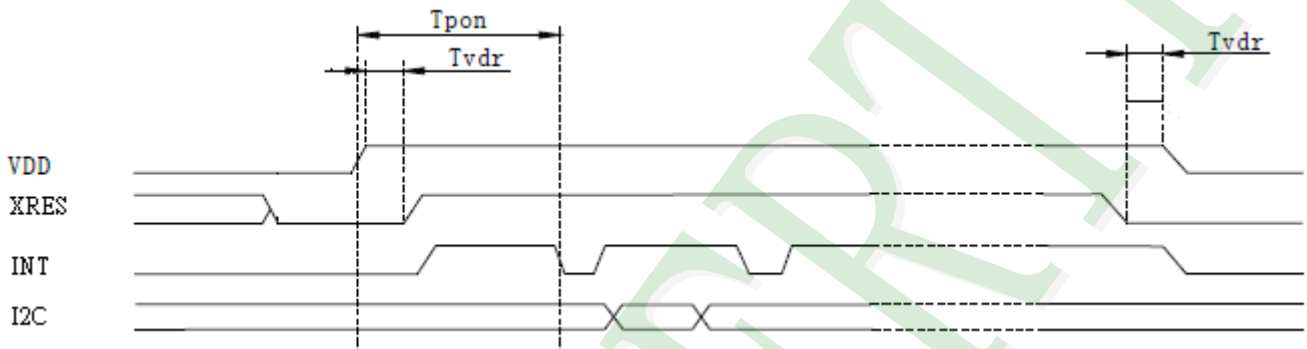 Tpon
Tvdr
Tvdr
VDD
XRES
INT
I2C